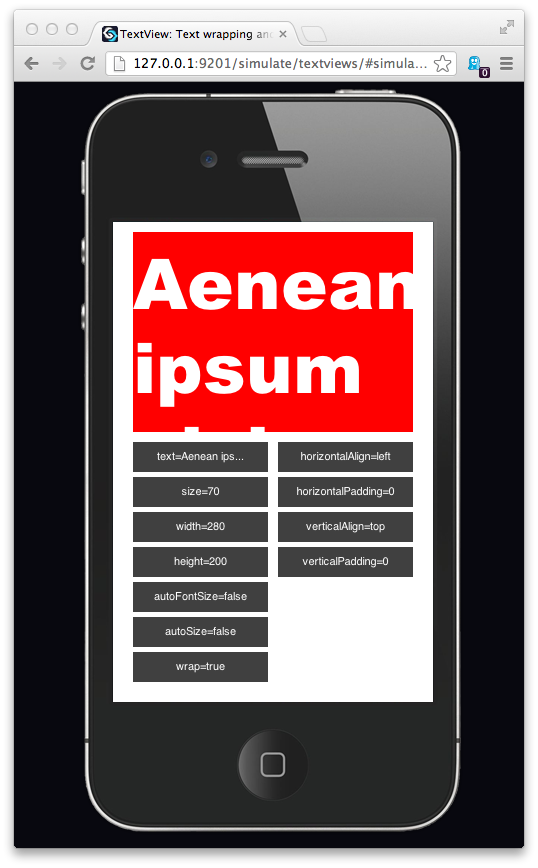 TextView: Text wrapping and
127.0.0.1:9201/simulate/textviews/#simula...
0
Aenean
ipsum
text=Aenean ips...
horizontalAlign=left
size=70
horizontalPadding=0
width=280
verticalAlign=top
height=200
verticalPadding=0
autoFontSize=false
autoSize=false
wrap=true